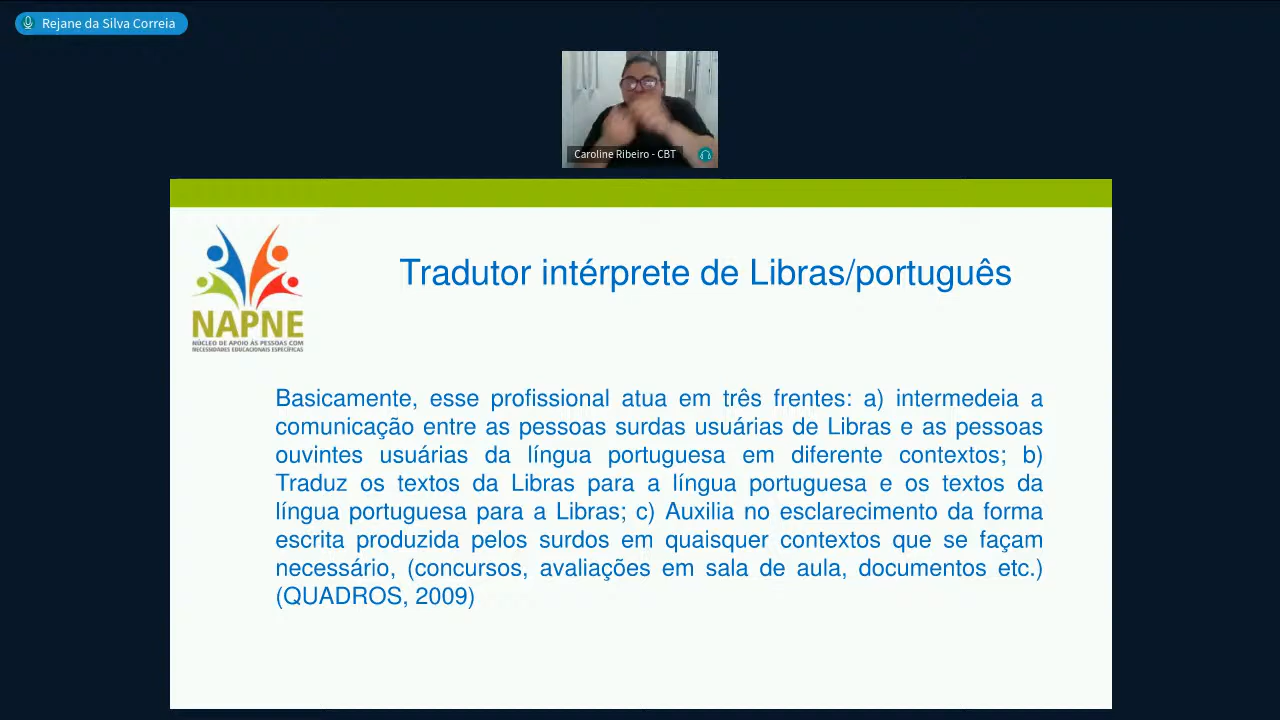 Rejane da Silva Correia
Caroline Ribeiro - CBT
NAPNE
NÚCLEO DE APOIO ÀS PESSOAS COM
NECESSIDADES EDUCACIONAIS ESPECÍFICAS
Tradutor intérprete de Libras/português
Basicamente, esse profissional atua em três frentes: a) intermedeia a
comunicação entre as pessoas surdas usuárias de Libras e as pessoas
ouvintes usuárias da língua portuguesa em diferente contextos; b)
Traduz os textos da Libras para a língua portuguesa e os textos da
língua portuguesa para a Libras; c) Auxilia no esclarecimento da forma
escrita produzida pelos surdos em quaisquer contextos que se façam
necessário, (concursos, avaliações em sala de aula, documentos etc.)
(QUADROS, 2009)